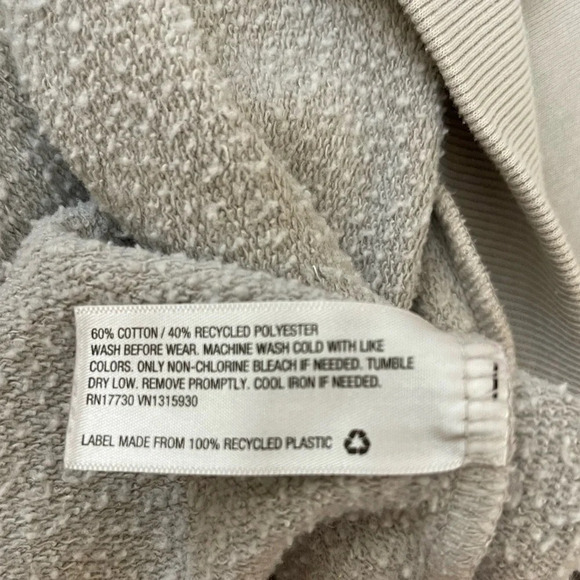 60% COTTON / 40% RECYCLED POLYESTER
WASH BEFORE WEAR. MACHINE WASH COLD WITH LIKE
COLORS. ONLY NON-CHLORINE BLEACH IF NEEDED. TUMBLE
DRY LOW. REMOVE PROMPTLY. COOL IRON IF NEEDED.
RN17730 VN1315930
LABEL MADE FROM 100% RECYCLED PLASTIC